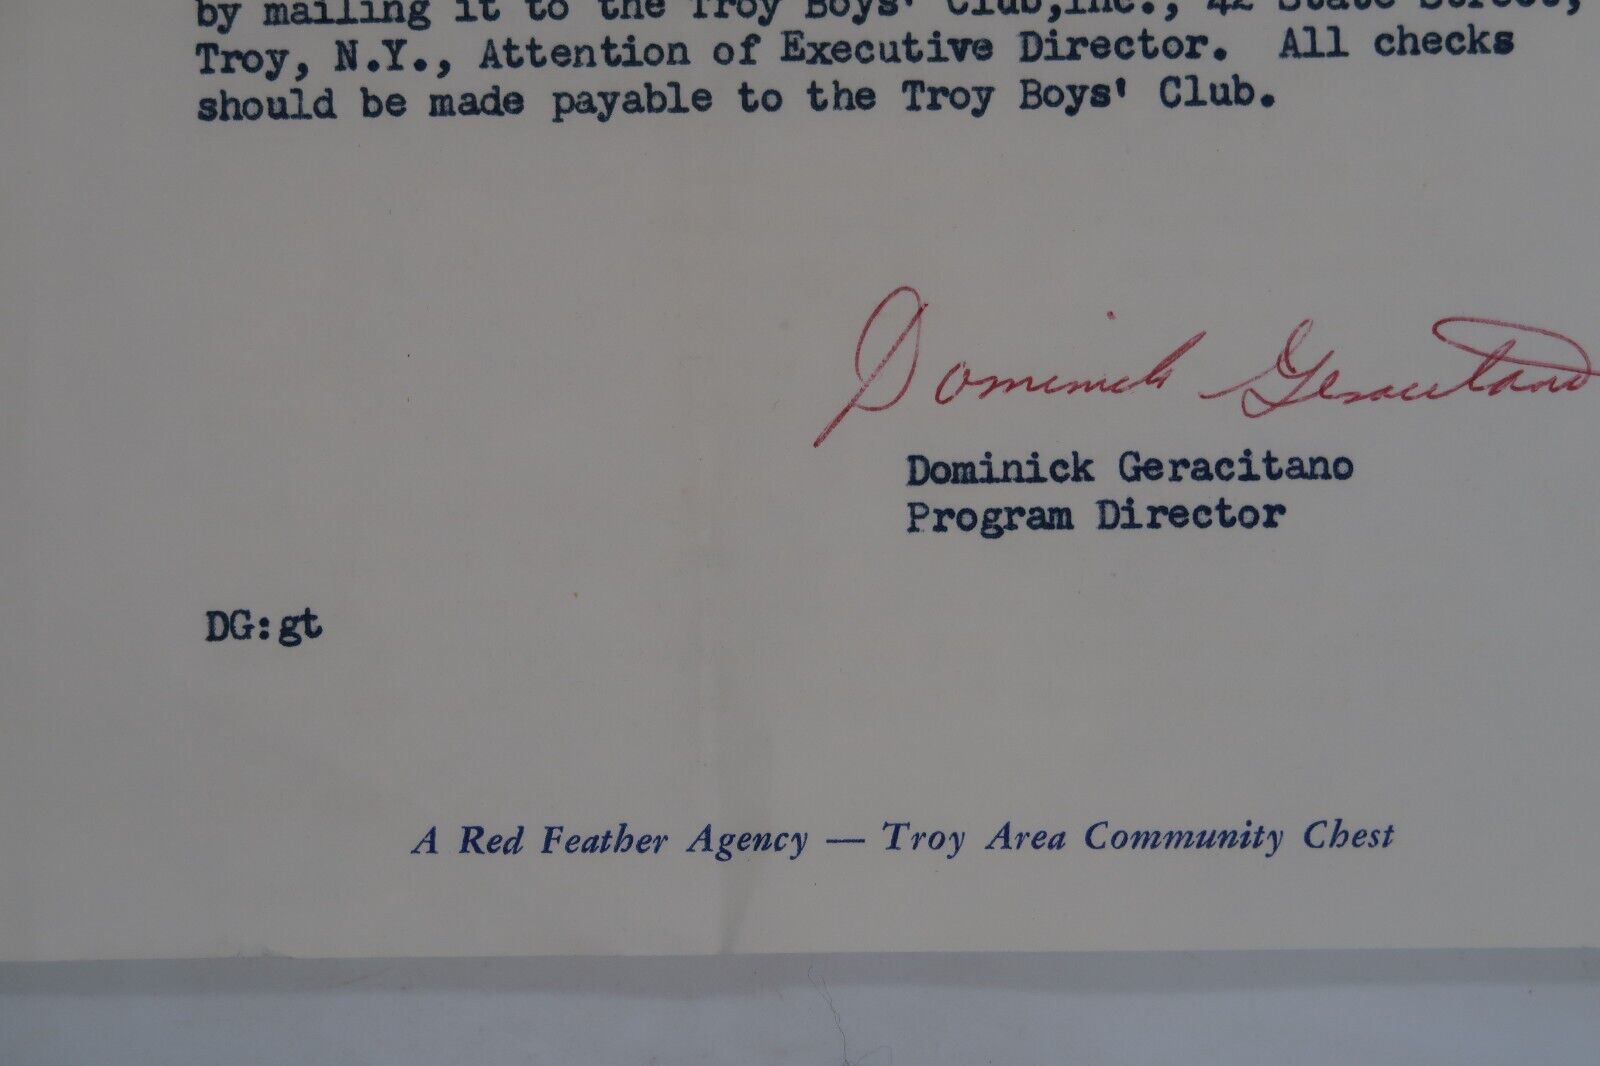 by mailing it to the Troy Boys' Club,Inc., 42 State Street,
Troy, N.Y., Attention of Executive Director. All checks
should be made payable to the Troy Boys' Club.
Dominick Geracitano
Dominick Geracitano
Program Director
DG:gt
A Red Feather Agency — Troy Area Community Chest